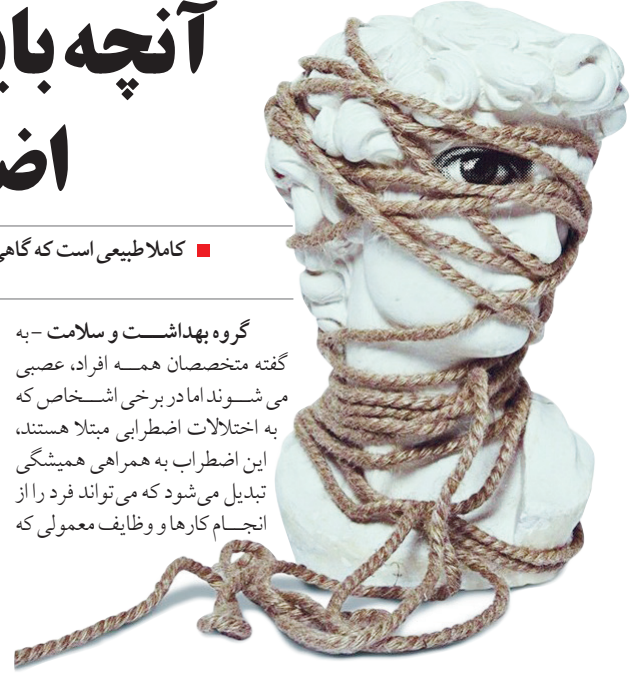 آنچه
کاملا طبیعی است که گاهی
گروه بهداشت و سلامت -به
گفته متخصصان همه افراد، عصبی
می شوند اما در برخی اشخاص که
به اختلالات اضطرابی مبتلا هستند،
این اضطراب به همراهی همیشگی
تبدیل می‌شود که می‌تواند فرد را از
انجام کارها و وظایف معمولی که